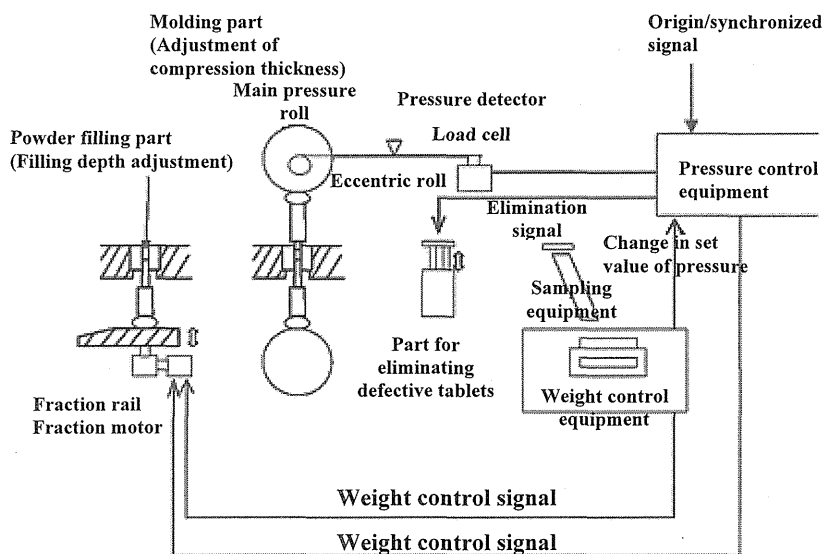 Molding part
(Adjustment of
compression thickness)
Main pressure
roll
Origin/synchronized
signal
Pressure detector
Load cell
Powder filling part
(Filling depth adjustment)
Eccentric roll
Pressure control
equipment
Elimination
signal
Change in set
value of pressure
Sampling
equipment
Part for
eliminating
defective tablets
Weight control
equipment
Fraction rail
Fraction motor
Weight control signal
Weight control signal